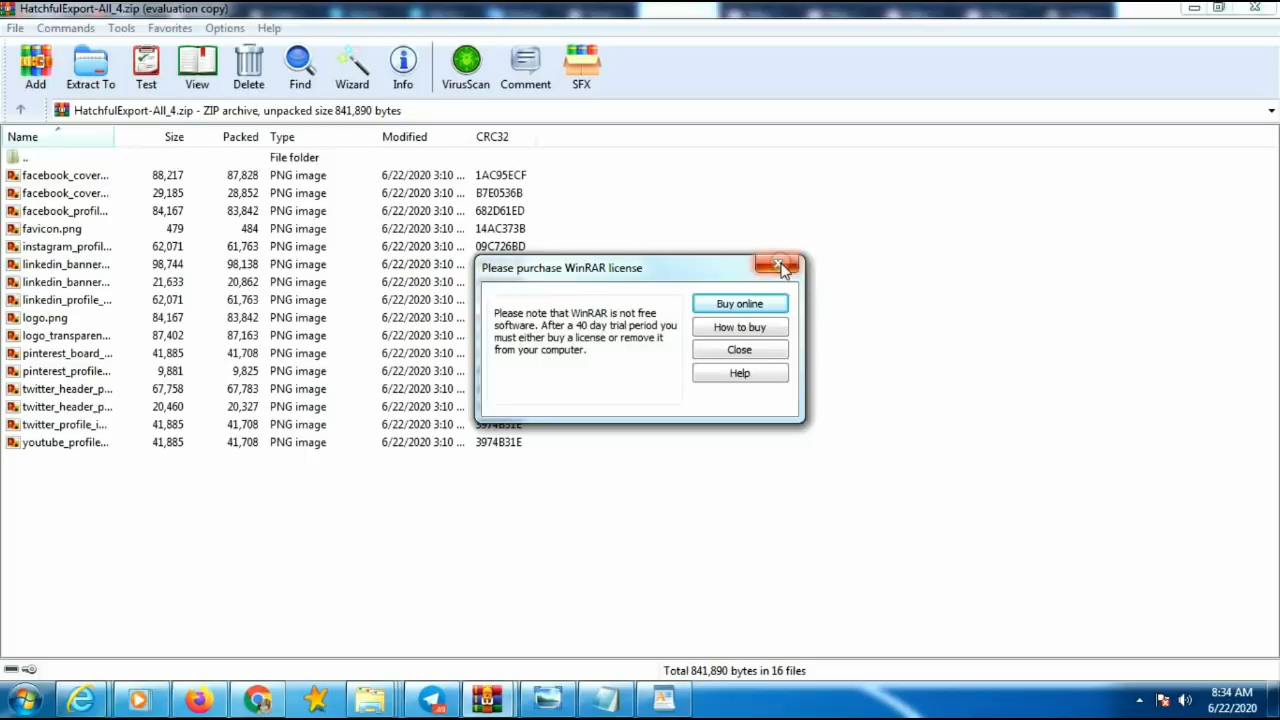 HatchfulExport-All_4.zip (evaluation copy)
File Commands Tools Favorites Options Help
Add Extract To Test View Delete Find Wizard Info VirusScan Comment SFX
HatchfulExport-All_4.zip - ZIP archive, unpacked size 841,890 bytes
Name Size Packed Type Modified CRC32
.. File folder
facebook_cover... 88,217 87,828 PNG image 6/22/2020 3:10 ... 1AC95ECF
facebook_cover... 29,185 28,852 PNG image 6/22/2020 3:10 ... B7E0536B
facebook_profil... 84,167 83,842 PNG image 6/22/2020 3:10 ... 682D61ED
favicon.png 479 484 PNG image 6/22/2020 3:10 ... 14AC373B
instagram_profil... 62,071 61,763 PNG image 6/22/2020 3:10 ... 09C726BD
linkedin_banner... 98,744 98,138 PNG image 6/22/2020 3:10 ...
linkedin_banner... 21,633 20,862 PNG image 6/22/2020 3:10 ...
linkedin_profile_... 62,071 61,763 PNG image 6/22/2020 3:10 ...
logo.png 84,167 83,842 PNG image 6/22/2020 3:10 ...
logo_transparen... 87,402 87,163 PNG image 6/22/2020 3:10 ...
pinterest_board_... 41,885 41,708 PNG image 6/22/2020 3:10 ...
pinterest_profile... 9,881 9,825 PNG image 6/22/2020 3:10 ...
twitter_header_p... 67,758 67,783 PNG image 6/22/2020 3:10 ...
twitter_header_p... 20,460 20,327 PNG image 6/22/2020 3:10 ...
twitter_profile_i... 41,885 41,708 PNG image 6/22/2020 3:10 ... 3974B31E
youtube_profile... 41,885 41,708 PNG image 6/22/2020 3:10 ... 3974B31E
Please purchase WinRAR license
Please note that WinRAR is not free
software. After a 40 day trial period you
must either buy a license or remove it
from your computer.
Buy online
How to buy
Close
Help
Total 841,890 bytes in 16 files
8:34 AM
6/22/2020